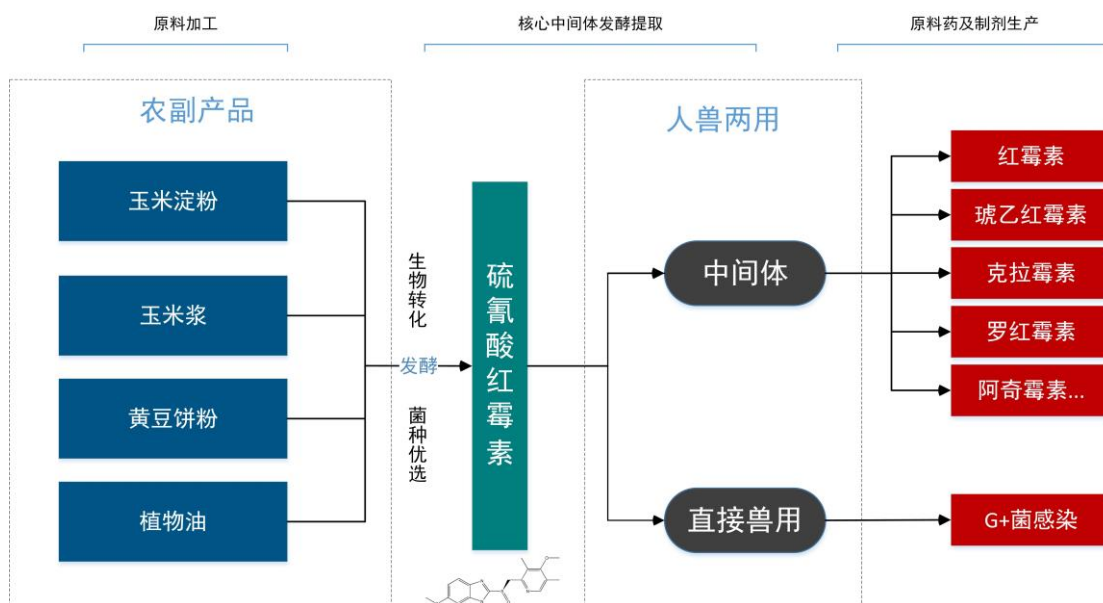 原料加工
核心中间体发酵提取
原料药及制剂生产
农副产品
玉米淀粉
玉米浆
黄豆饼粉
植物油
生物转化
发酵
菌种优选
硫氰酸红霉素
人兽两用
中间体
直接兽用
红霉素
琥乙红霉素
克拉霉素
罗红霉素
阿奇霉素...
G+菌感染